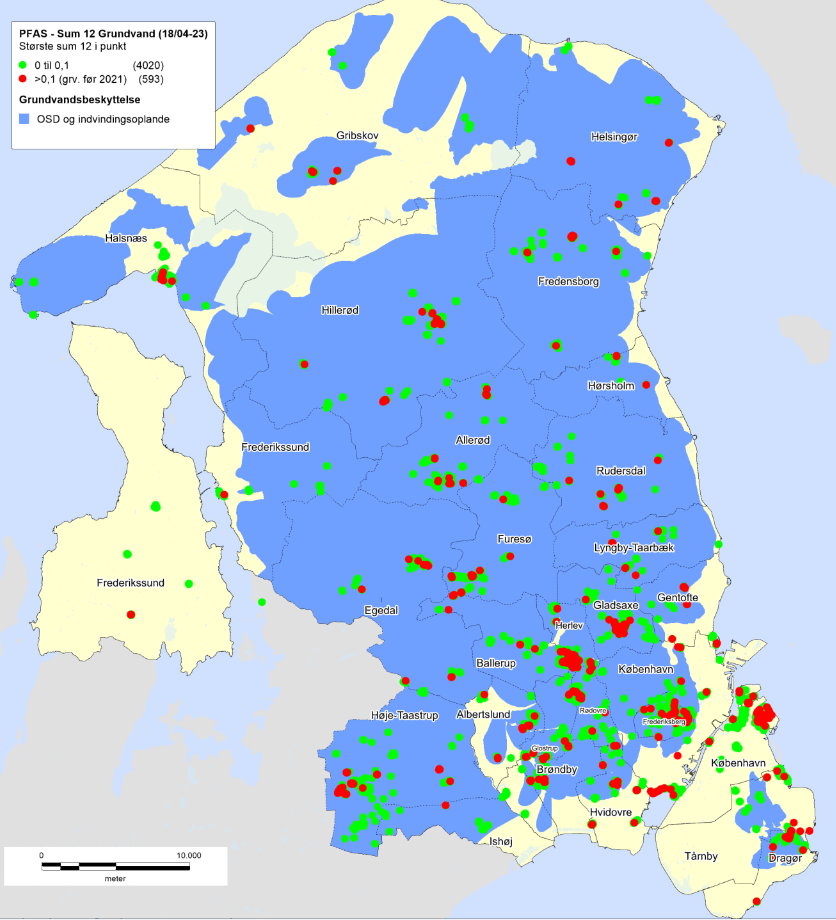 PFAS - Sum 12 Grundvand (18/04-23)
Største sum 12 i punkt
0 til 0,1 (4020)
>0,1 (grv. før 2021) (593)
Grundvandsbeskyttelse
OSD og indvindingsoplande
Gribskov
Helsingør
Halsnæs
Fredensborg
Hillerød
Hørsholm
Frederikssund
Allerød
Rudersdal
Furesø
Lyngby-Taarbæk
Frederikssund
Egedal
Gladsaxe
Gentofte
Herlev
Ballerup
København
Høje-Taastrup
Albertslund
Rødovre
Frederiksberg
Glostrup
Brøndby
København
Hvidovre
Ishøj
Tårnby
Dragør
0 10.000
meter